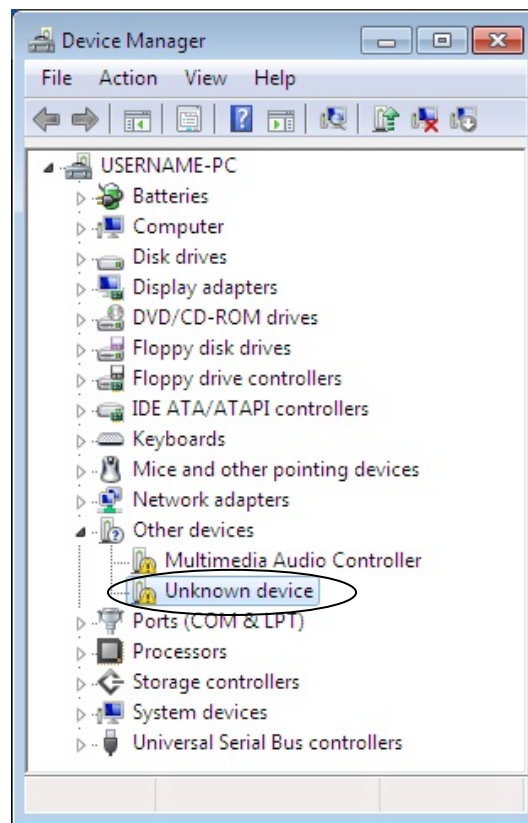 Device Manager
File Action View Help
USERNAME-PC
Batteries
Computer
Disk drives
Display adapters
DVD/CD-ROM drives
Floppy disk drives
Floppy drive controllers
IDE ATA/ATAPI controllers
Keyboards
Mice and other pointing devices
Network adapters
Other devices
Multimedia Audio Controller
Unknown device
Ports (COM & LPT)
Processors
Storage controllers
System devices
Universal Serial Bus controllers